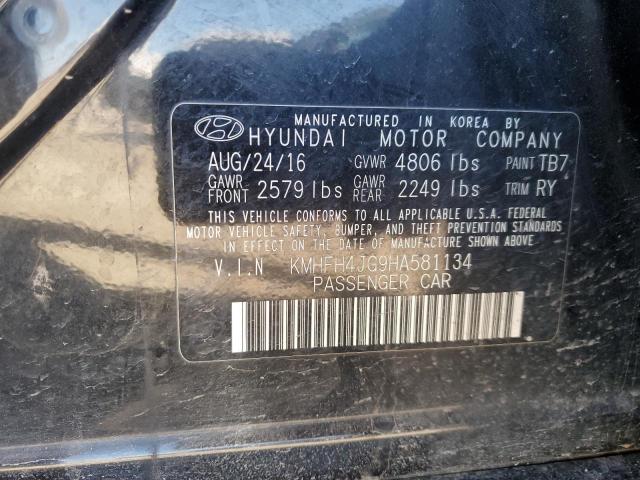 MANUFACTURED IN KOREA BY
HYUNDAI MOTOR COMPANY
AUG/24/16 GVWR 4806 lbs PAINT TB7
GAWR FRONT 2579 lbs GAWR REAR 2249 lbs TRIM RY
THIS VEHICLE CONFORMS TO ALL APPLICABLE U.S.A. FEDERAL
MOTOR VEHICLE SAFETY, BUMPER, AND THEFT PREVENTION STANDARDS
IN EFFECT ON THE DATE OF MANUFACTURE SHOWN ABOVE.
V.I.N KMHFH4JG9HA581134
PASSENGER CAR